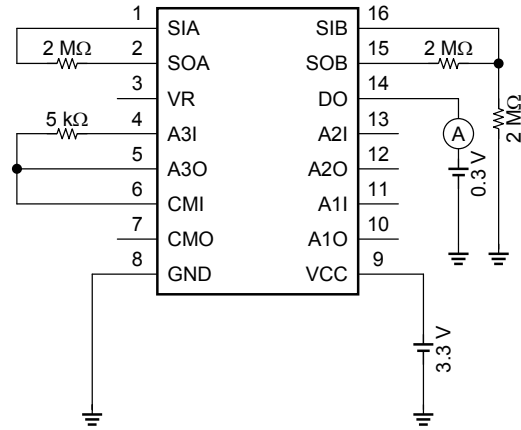 1 SIA SIB 16
2 MΩ 2 SOA SOB 15 2 MΩ
3 VR DO 14
2 MΩ
5 kΩ 4 A3I A2I 13 A
5 A3O A2O 12
0.3 V
6 CMI A1I 11
7 CMO A1O 10
8 GND VCC 9
3.3 V